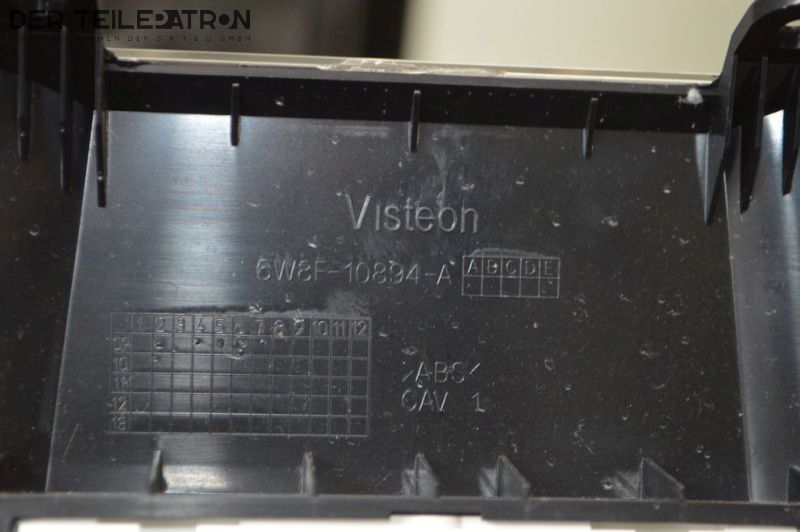 DER TEILEPATRON
Visteon
6W8F-10894-A A B C D E
1 2 3 4 5 6 7 8 9 10 11 12
09
10
11
12
13
>ABS<
CAV 1